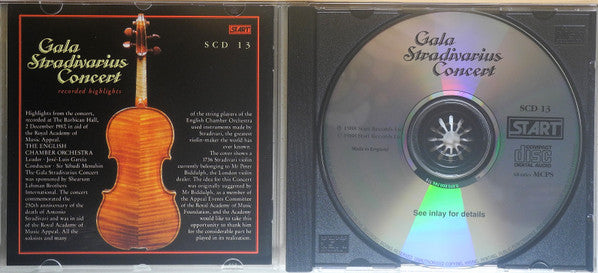 Gala
Stradivarius
Concert
recorded highlights
START
SCD 13
Highlights from the concert,
recorded at The Barbican Hall,
2 December 1987, in aid of
the Royal Academy of
Music Appeal.
THE ENGLISH
CHAMBER ORCHESTRA
Leader - José-Luis Garcia
Conductor - Sir Yehudi Menuhin
The Gala Stradivarius Concert
was sponsored by Shearson
Lehman Brothers
International. The concert
commemorated the
250th anniversary of the
death of Antonio
Stradivari and was in aid
of the Royal Academy of
Music Appeal. All the
soloists and many
of the string players of the
English Chamber Orchestra
used instruments made by
Stradivari, the greatest
violin-maker the world has
ever known.
The cover shows a
1736 Stradivari violin
currently belonging to Mr Peter
Biddulph, the London violin
dealer. The idea for this Concert
was originally suggested by
Mr Biddulph, as a member of
the Appeal Events Committee
of the Royal Academy of Music
Foundation, and the Academy
would like to take this
opportunity to thank him
for the considerable part he
played in its realization.
Gala
Stradivarius
Concert
SCD 13
START
1988 Start Records
1988 Start Records
Made in England
COMPACT
disc
DIGITAL AUDIO
MCPS
See inlay for details